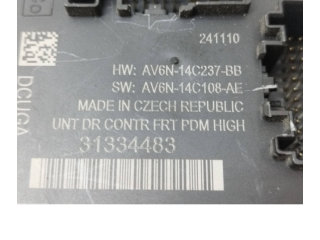 241110
HW: AV6N-14C237-BB
SW: AV6N-14C108-AE
MADE IN CZECH REPUBLIC
UNT DR CONTR FRT PDM HIGH
31334483
DCUGA